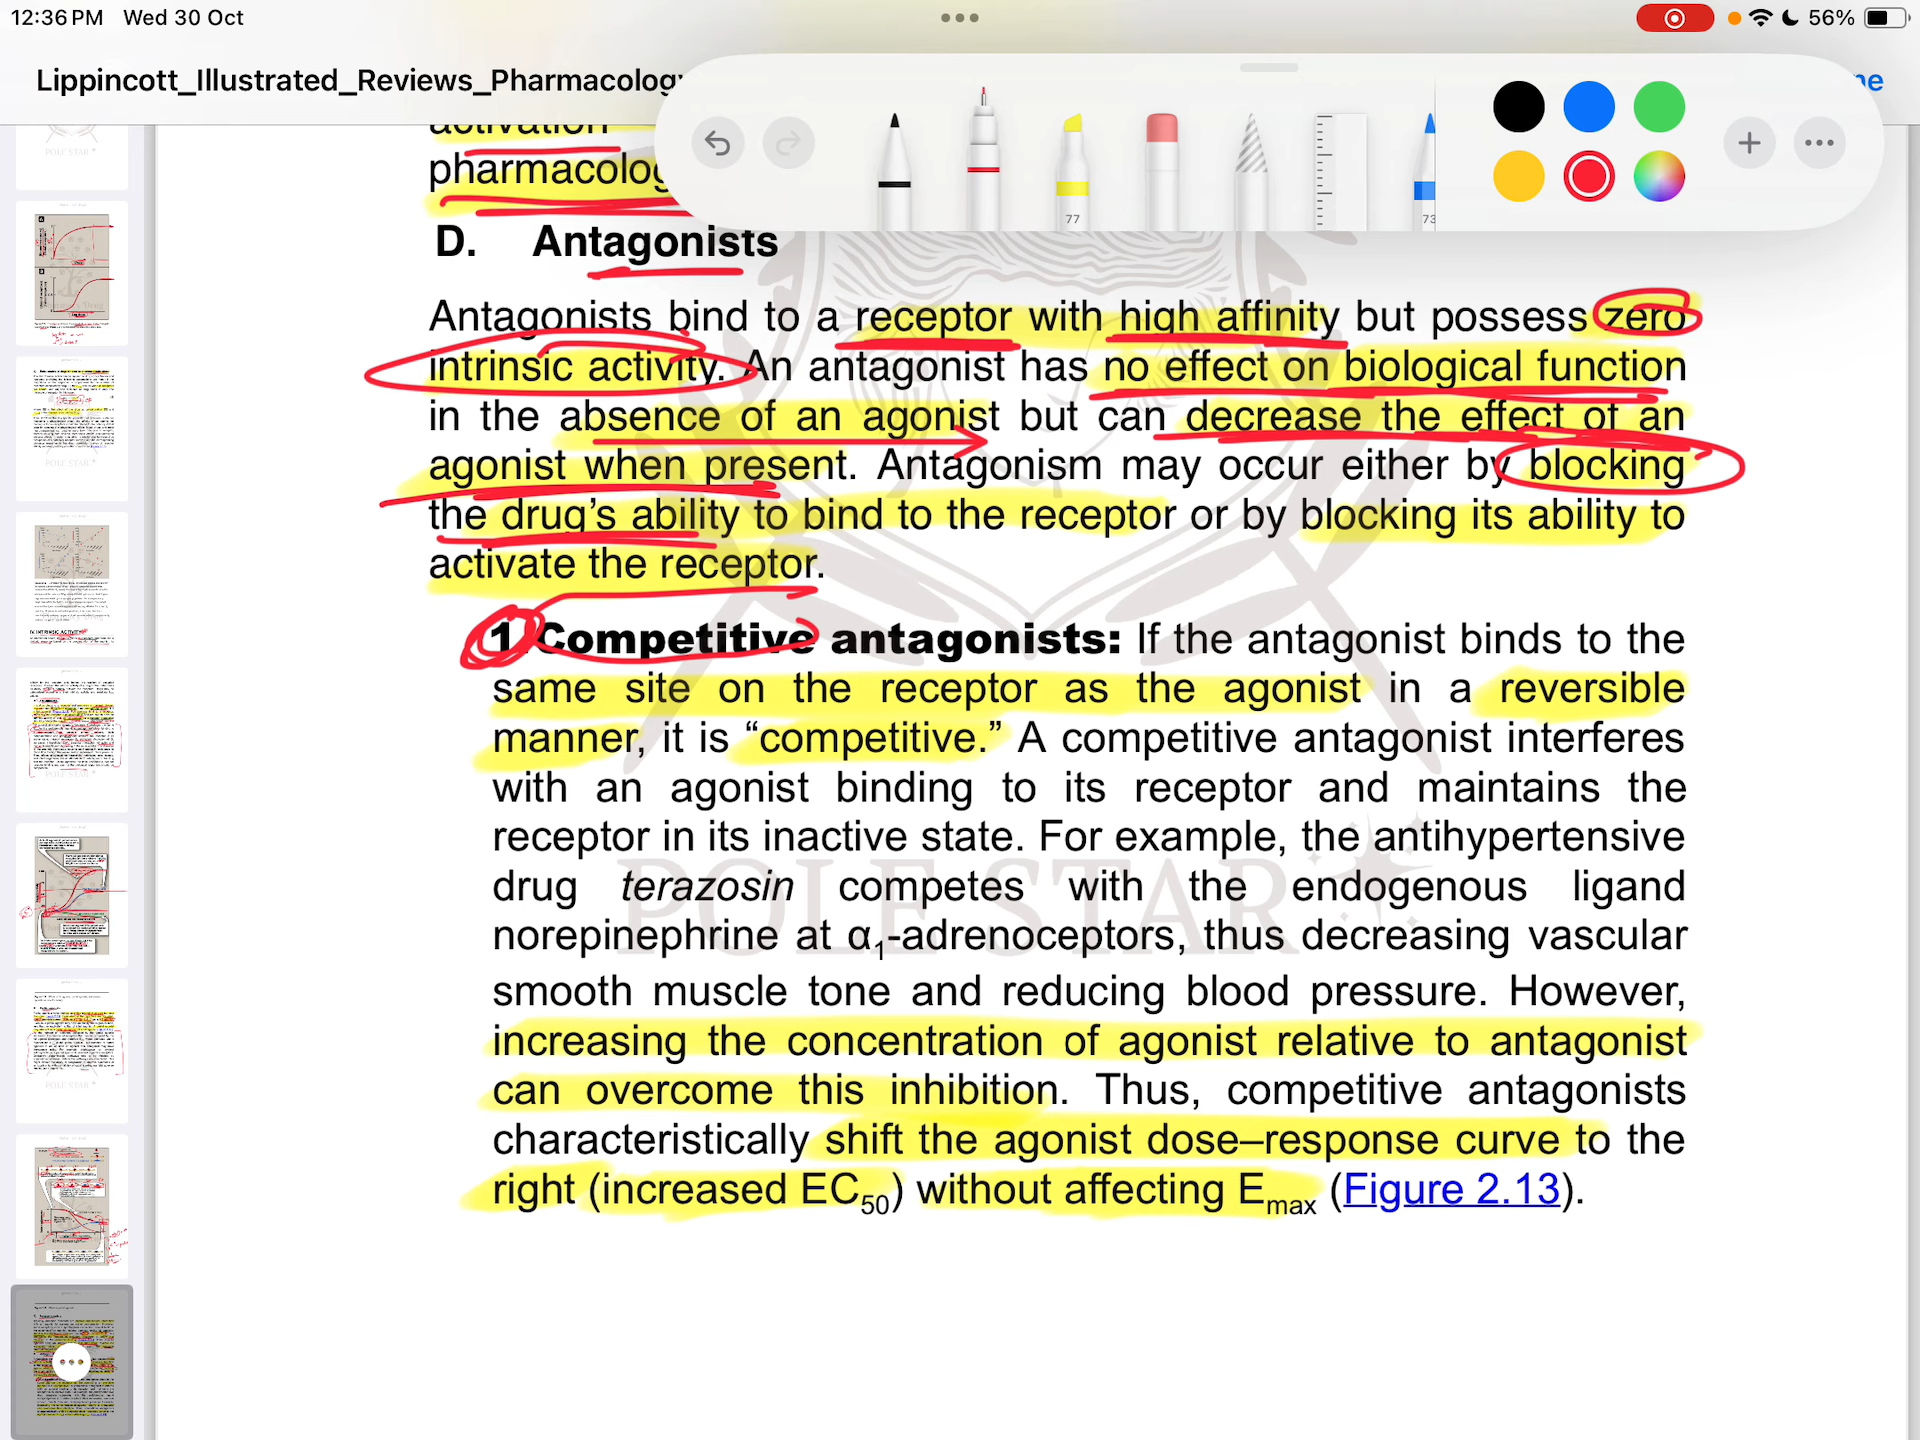 12:36 PM Wed 30 Oct
56%
Lippincott_Illustrated_Reviews_Pharmacology
77
73
activation
D. Antagonists
Antagonists bind to a receptor with high affinity but possess zero
intrinsic activity. An antagonist has no effect on biological function
in the absence of an agonist but can decrease the effect of an
agonist when present. Antagonism may occur either by blocking
the drug's ability to bind to the receptor or by blocking its ability to
activate the receptor.
1. Competitive antagonists: If the antagonist binds to the
same site on the receptor as the agonist in a reversible
manner, it is “competitive.” A competitive antagonist interferes
with an agonist binding to its receptor and maintains the
receptor in its inactive state. For example, the antihypertensive
drug terazosin competes with the endogenous ligand
norepinephrine at α₁-adrenoceptors, thus decreasing vascular
smooth muscle tone and reducing blood pressure. However,
increasing the concentration of agonist relative to antagonist
can overcome this inhibition. Thus, competitive antagonists
characteristically shift the agonist dose–response curve to the
right (increased EC₅₀) without affecting Emax (Figure 2.13).
POLE STAR